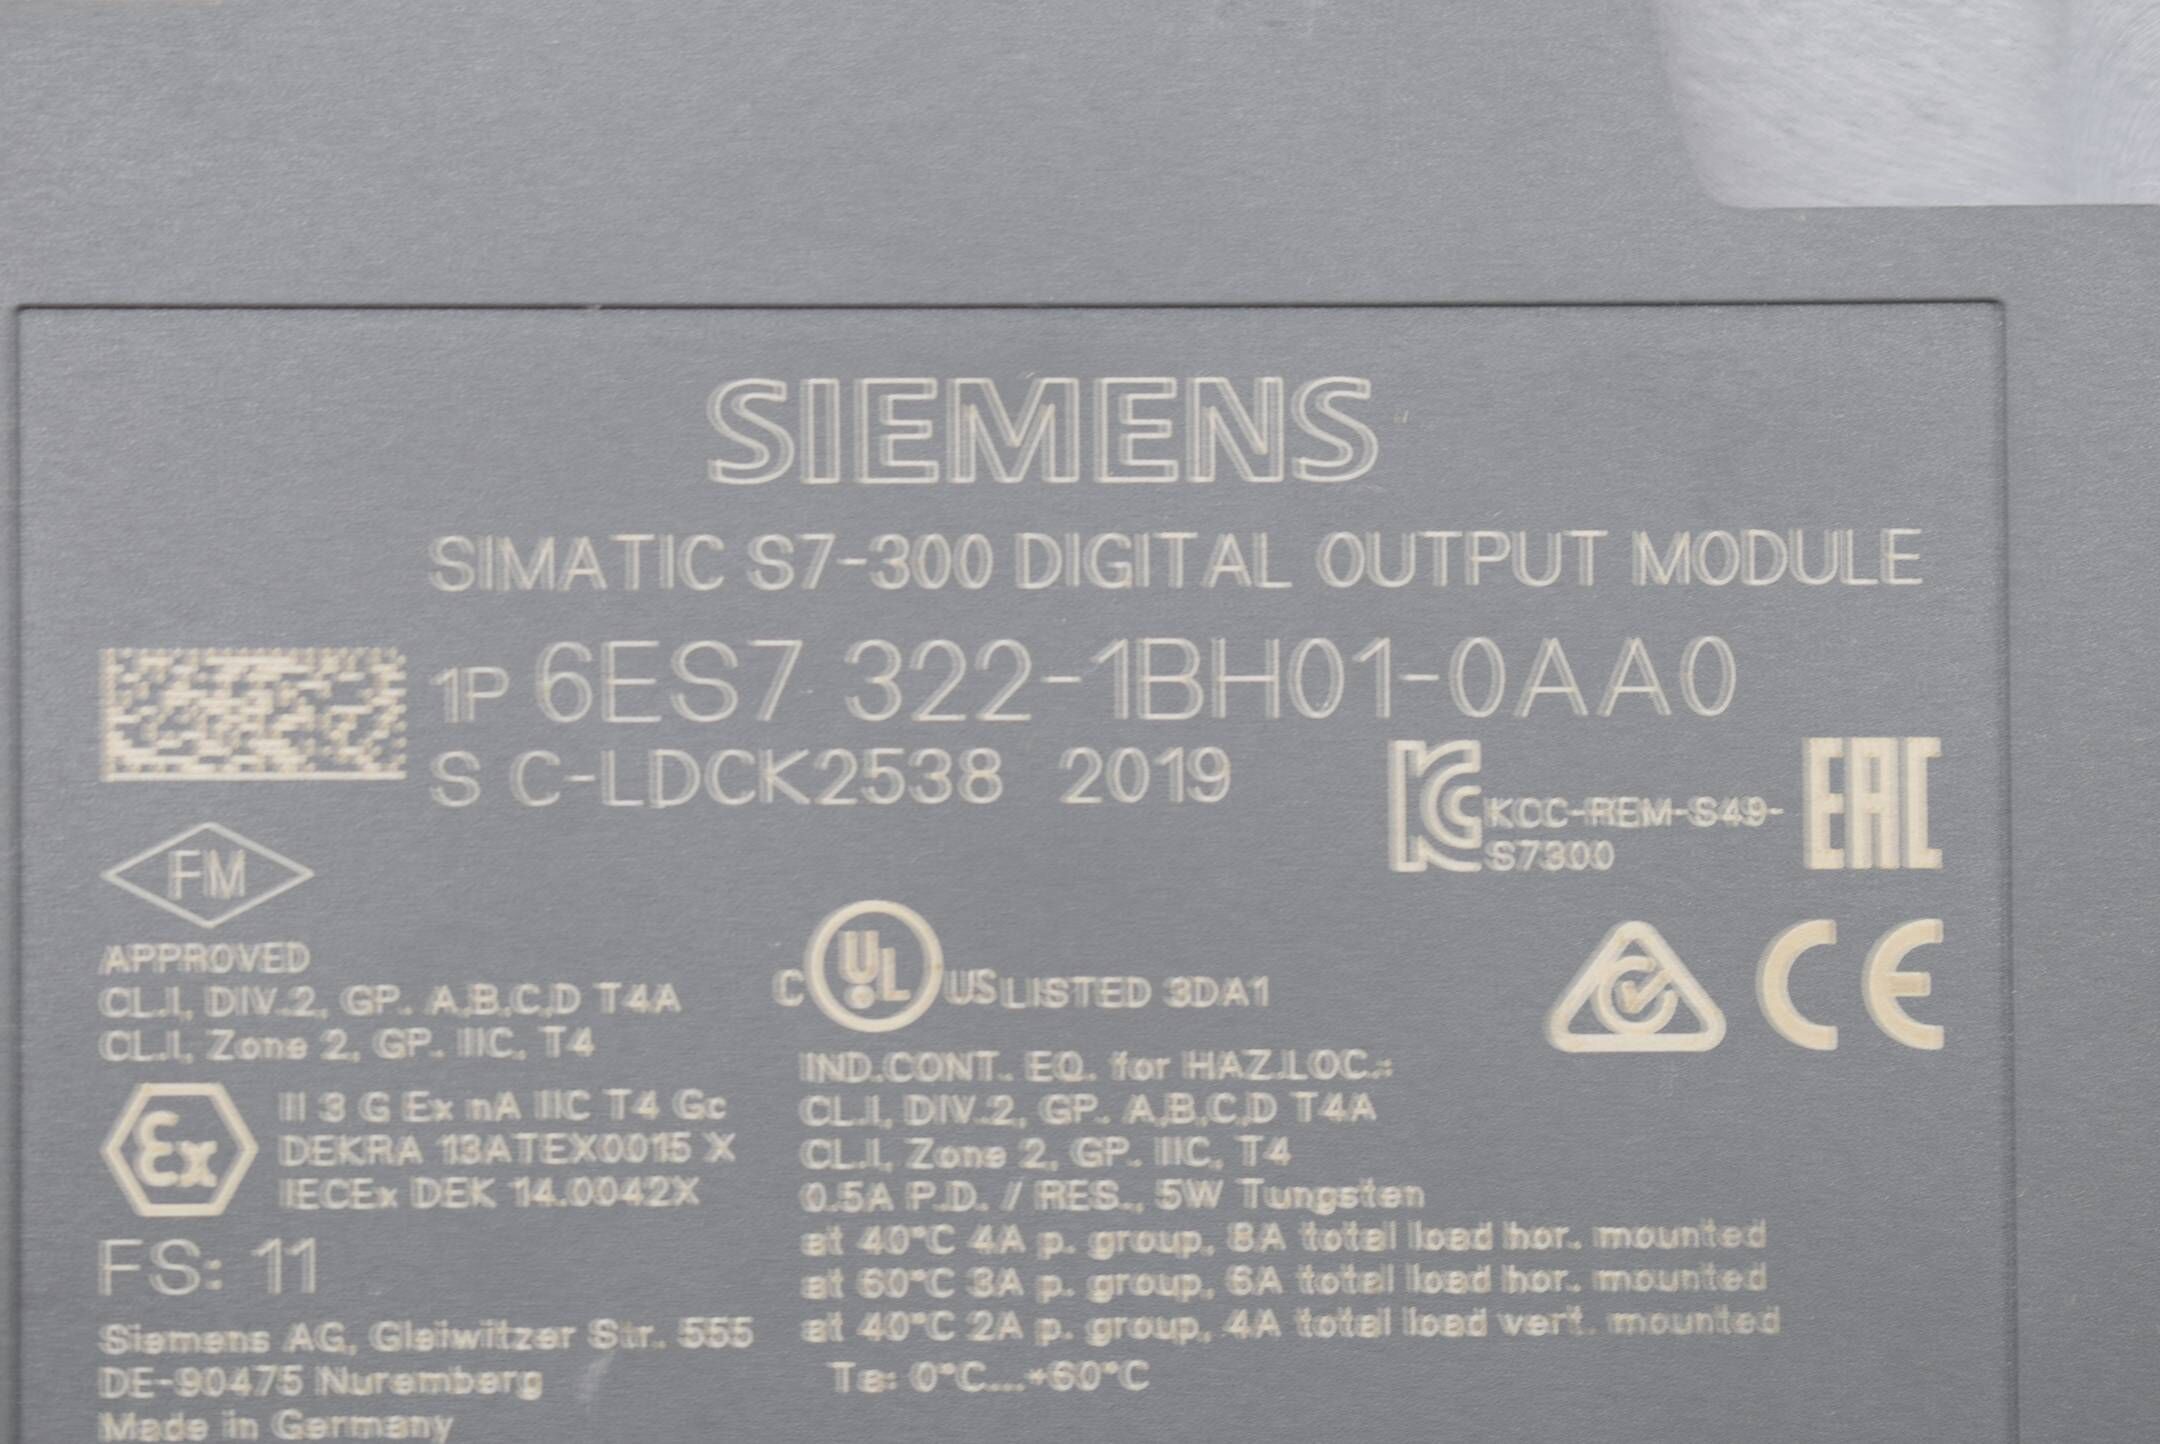 SIEMENS
SIMATIC S7-300 DIGITAL OUTPUT MODULE
1P 6ES7 322-1BH01-0AA0
S C-LDCK2538 2019
KCC-REM-S49-
S7300
EAC
FM
APPROVED
CL.I, DIV.2, GP. A,B,C,D T4A
CL.I, Zone 2, GP. IIC, T4
Ex
II 3 G Ex nA IIC T4 Gc
DEKRA 13ATEX0015 X
IECEx DEK 14.0042X
FS: 11
Siemens AG, Gleiwitzer Str. 555
DE-90475 Nuremberg
Made in Germany
C UL US LISTED 3DA1
CE
IND.CONT. EQ. for HAZ.LOC.:
CL.I, DIV.2, GP. A,B,C,D T4A
CL.I, Zone 2, GP. IIC, T4
0.5A P.D. / RES., 5W Tungsten
at 40°C 4A p. group, 8A total load hor. mounted
at 60°C 3A p. group, 6A total load hor. mounted
at 40°C 2A p. group, 4A total load vert. mounted
Ta: 0°C...+60°C